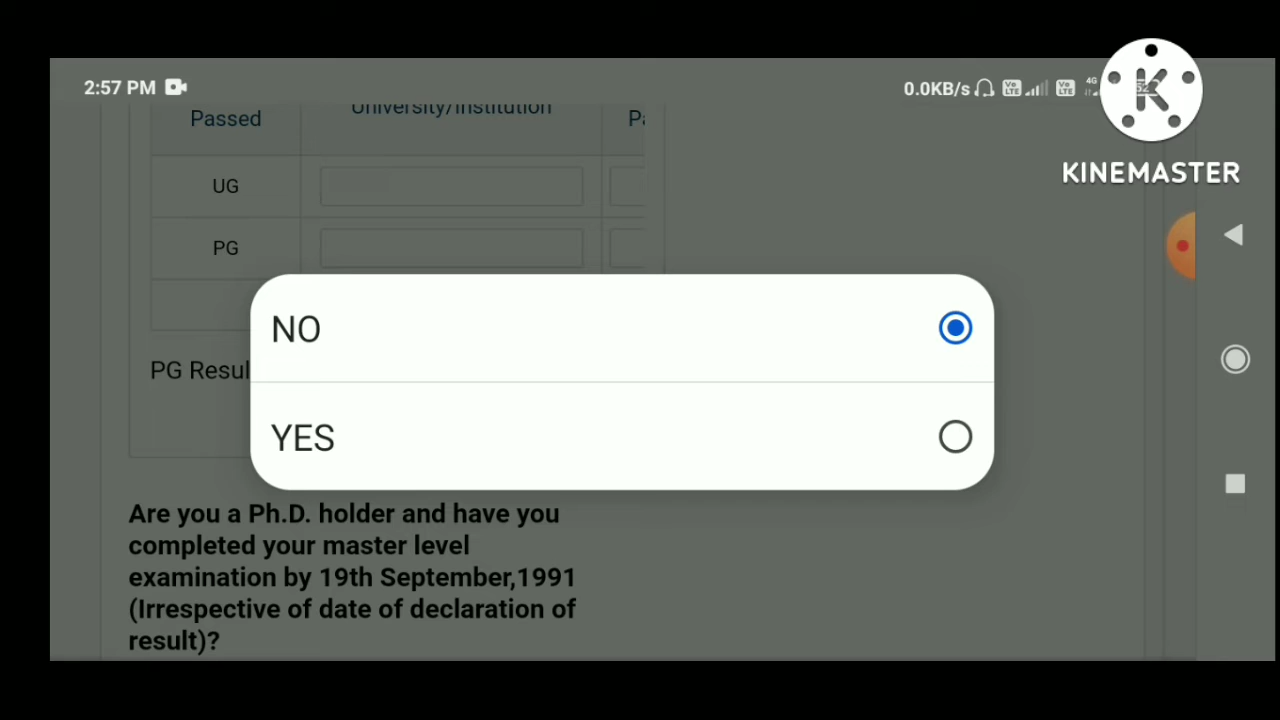 2:57 PM
0.0KB/s
4G
KINEMASTER
Passed
University/Institution
UG
PG
NO
YES
PG Resul
Are you a Ph.D. holder and have you
completed your master level
examination by 19th September,1991
(Irrespective of date of declaration of
result)?